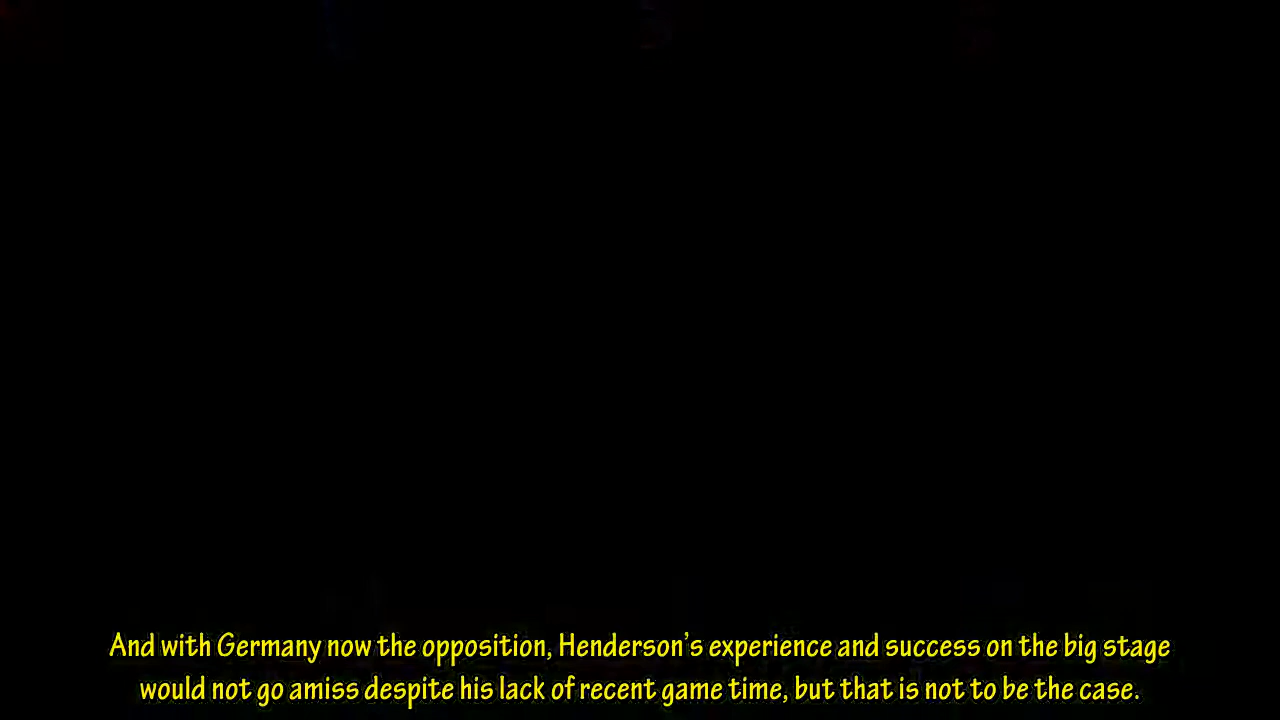 And with Germany now the opposition, Henderson's experience and success on the big stage
would not go amiss despite his lack of recent game time, but that is not to be the case.